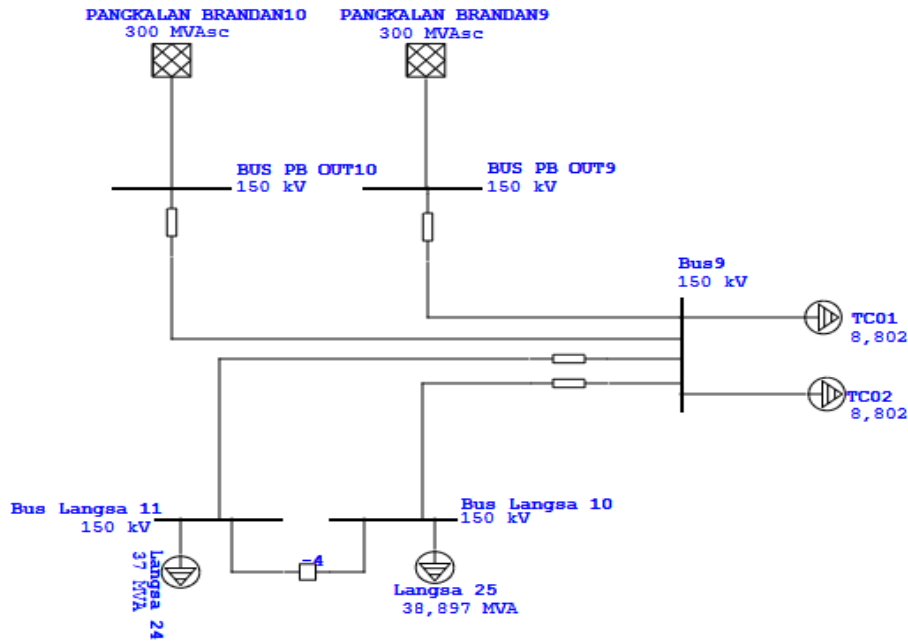 PANGKALAN BRANDAN10
300 MVAsc
PANGKALAN BRANDAN9
300 MVAsc
BUS PB OUT10
150 kV
BUS PB OUT9
150 kV
Bus9
150 kV
TC01
8,802
TC02
8,802
Bus Langsa 11
150 kV
Bus Langsa 10
150 kV
Langsa 24
37 MVA
-4
Langsa 25
38,897 MVA